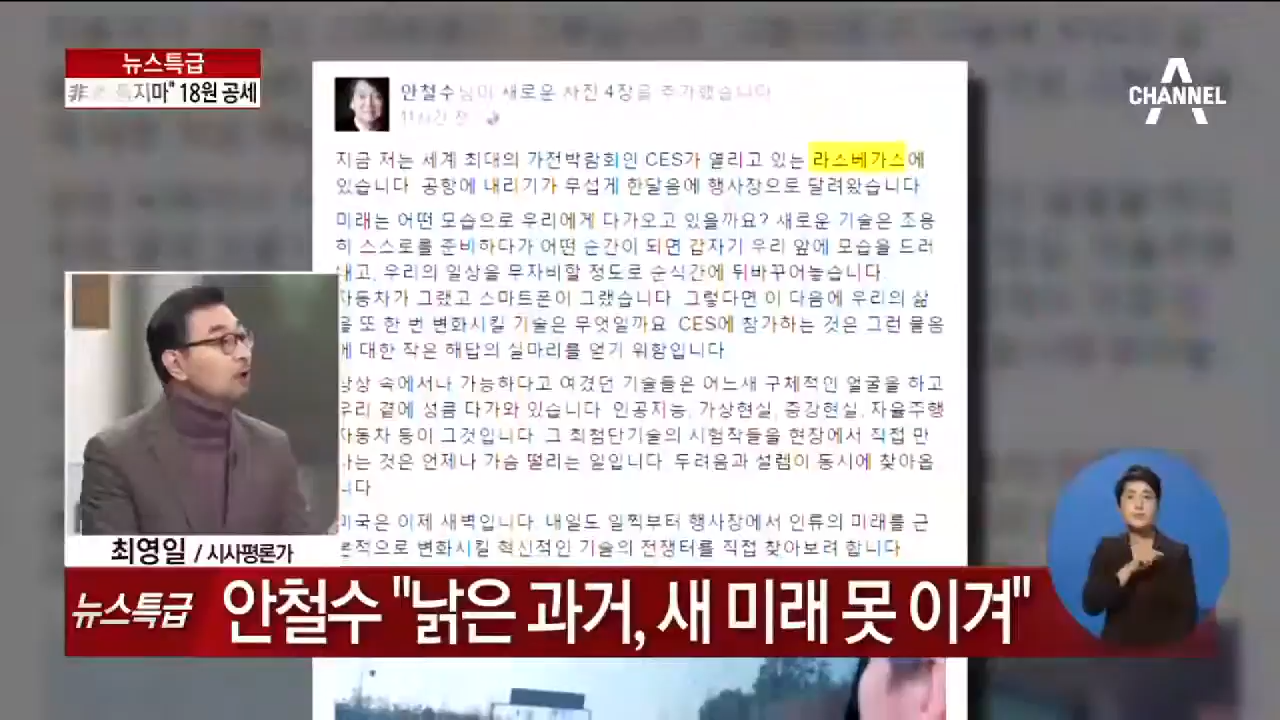 뉴스특급
지마" 18원 공세
CHANNEL A
안철수님이 새로운 사진 4장을 추가했습니다
11시간 전
지금 저는 세계 최대의 가전박람회인 CES가 열리고 있는 라스베가스에
있습니다. 공항에 내리기가 무섭게 한달음에 행사장으로 달려왔습니다
미래는 어떤 모습으로 우리에게 다가오고 있을까요? 새로운 기술은 조용
히 스스로를 준비하다가 어떤 순간이 되면 갑자기 우리 앞에 모습을 드러
내고, 우리의 일상을 무자비할 정도로 순식간에 뒤바꾸어놓습니다.
자동차가 그랬고 스마트폰이 그랬습니다. 그렇다면 이 다음에 우리의 삶
을 또 한 번 변화시킬 기술은 무엇일까요. CES에 참가하는 것은 그런 물음
에 대한 작은 해답의 실마리를 얻기 위함입니다
상상 속에서나 가능하다고 여겼던 기술들은 어느새 구체적인 얼굴을 하고
우리 곁에 성큼 다가와 있습니다. 인공지능, 가상현실, 증강현실, 자율주행
자동차 등이 그것입니다. 그 최첨단기술의 시험작들을 현장에서 직접 만
나는 것은 언제나 가슴 떨리는 일입니다. 두려움과 설렘이 동시에 찾아옵
니다
미국은 이제 새벽입니다. 내일도 일찍부터 행사장에서 인류의 미래를 근
본적으로 변화시킬 혁신적인 기술의 전쟁터를 직접 찾아보려 합니다
최영일 / 시사평론가
뉴스특급 안철수 "낡은 과거, 새 미래 못 이겨"